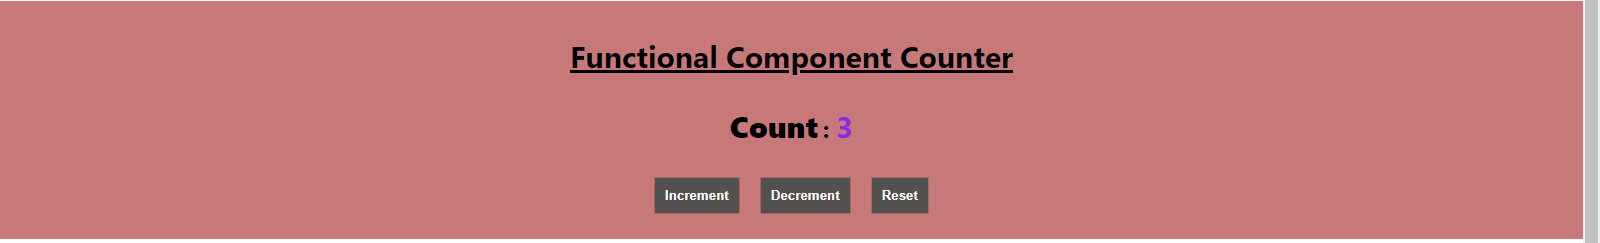 Functional Component Counter
Count : 3
Increment Decrement Reset